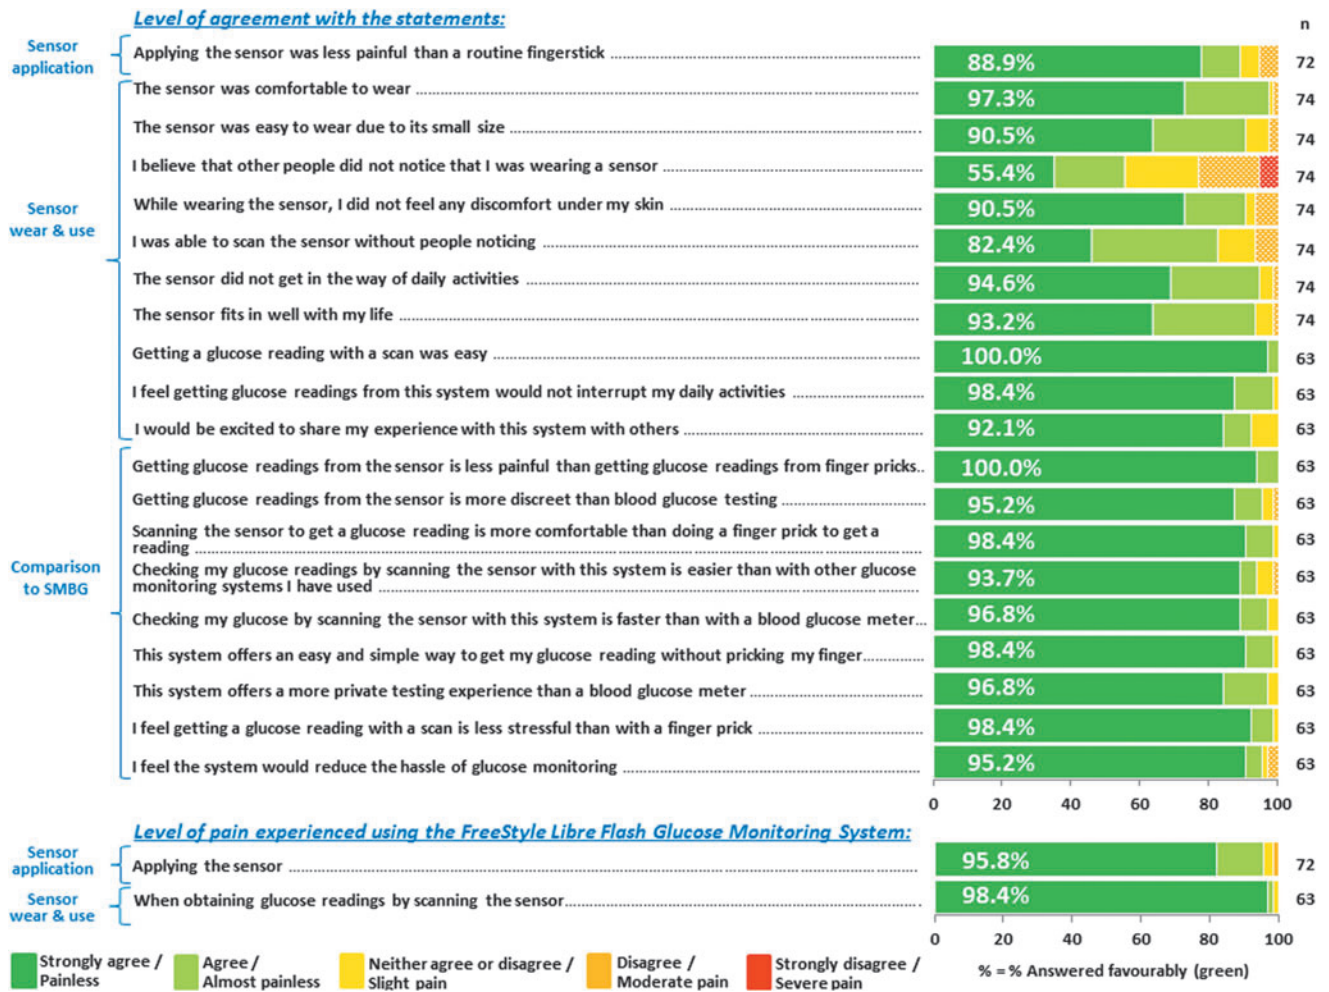 Level of agreement with the statements:
n
Sensor application
Applying the sensor was less painful than a routine fingerstick 88.9% 72
Sensor wear & use
The sensor was comfortable to wear 97.3% 74
The sensor was easy to wear due to its small size 90.5% 74
I believe that other people did not notice that I was wearing a sensor 55.4% 74
While wearing the sensor, I did not feel any discomfort under my skin 90.5% 74
I was able to scan the sensor without people noticing 82.4% 74
The sensor did not get in the way of daily activities 94.6% 74
The sensor fits in well with my life 93.2% 74
Getting a glucose reading with a scan was easy 100.0% 63
I feel getting glucose readings from this system would not interrupt my daily activities 98.4% 63
I would be excited to share my experience with this system with others 92.1% 63
Comparison to SMBG
Getting glucose readings from the sensor is less painful than getting glucose readings from finger pricks.. 100.0% 63
Getting glucose readings from the sensor is more discreet than blood glucose testing 95.2% 63
Scanning the sensor to get a glucose reading is more comfortable than doing a finger prick to get a
reading 98.4% 63
Checking my glucose readings by scanning the sensor with this system is easier than with other glucose
monitoring systems I have used 93.7% 63
Checking my glucose by scanning the sensor with this system is faster than with a blood glucose meter... 96.8% 63
This system offers an easy and simple way to get my glucose reading without pricking my finger 98.4% 63
This system offers a more private testing experience than a blood glucose meter 96.8% 63
I feel getting a glucose reading with a scan is less stressful than with a finger prick 98.4% 63
I feel the system would reduce the hassle of glucose monitoring 95.2% 63
0 20 40 60 80 100
Level of pain experienced using the FreeStyle Libre Flash Glucose Monitoring System:
Sensor application
Applying the sensor 95.8% 72
Sensor wear & use
When obtaining glucose readings by scanning the sensor 98.4% 63
0 20 40 60 80 100
Strongly agree /
Painless
Agree /
Almost painless
Neither agree or disagree /
Slight pain
Disagree /
Moderate pain
Strongly disagree /
Severe pain
% = % Answered favourably (green)